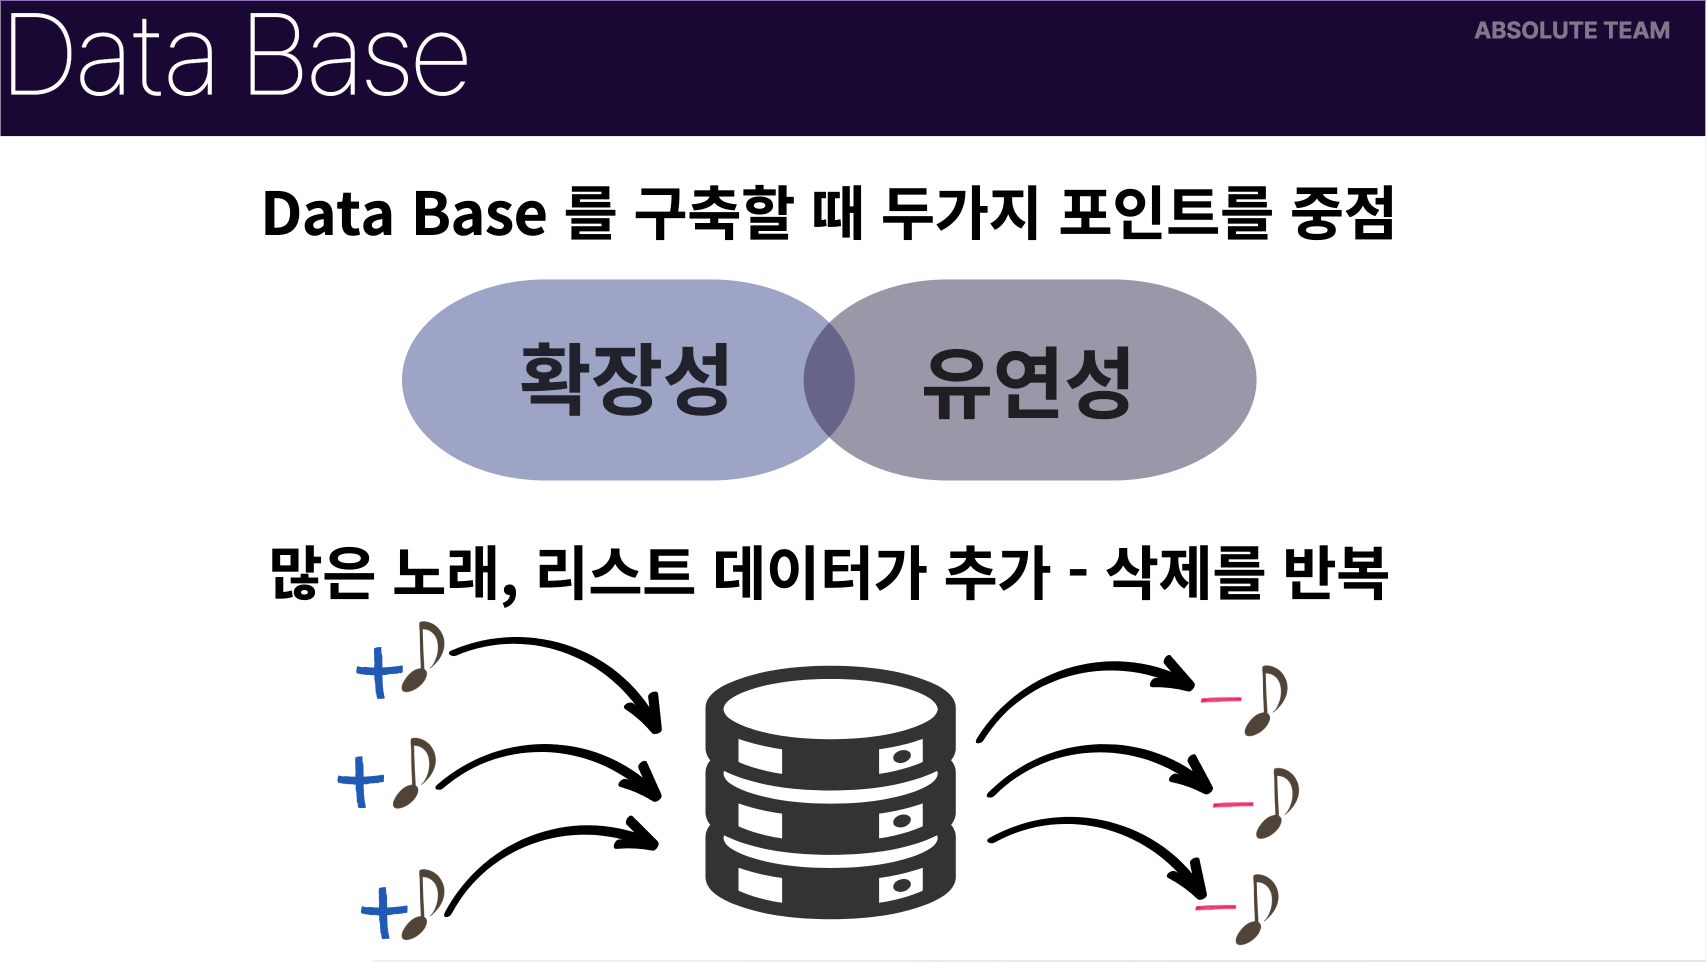 Data Base
ABSOLUTE TEAM
Data Base 를 구축할 때 두가지 포인트를 중점
확장성
유연성
많은 노래, 리스트 데이터가 추가 - 삭제를 반복